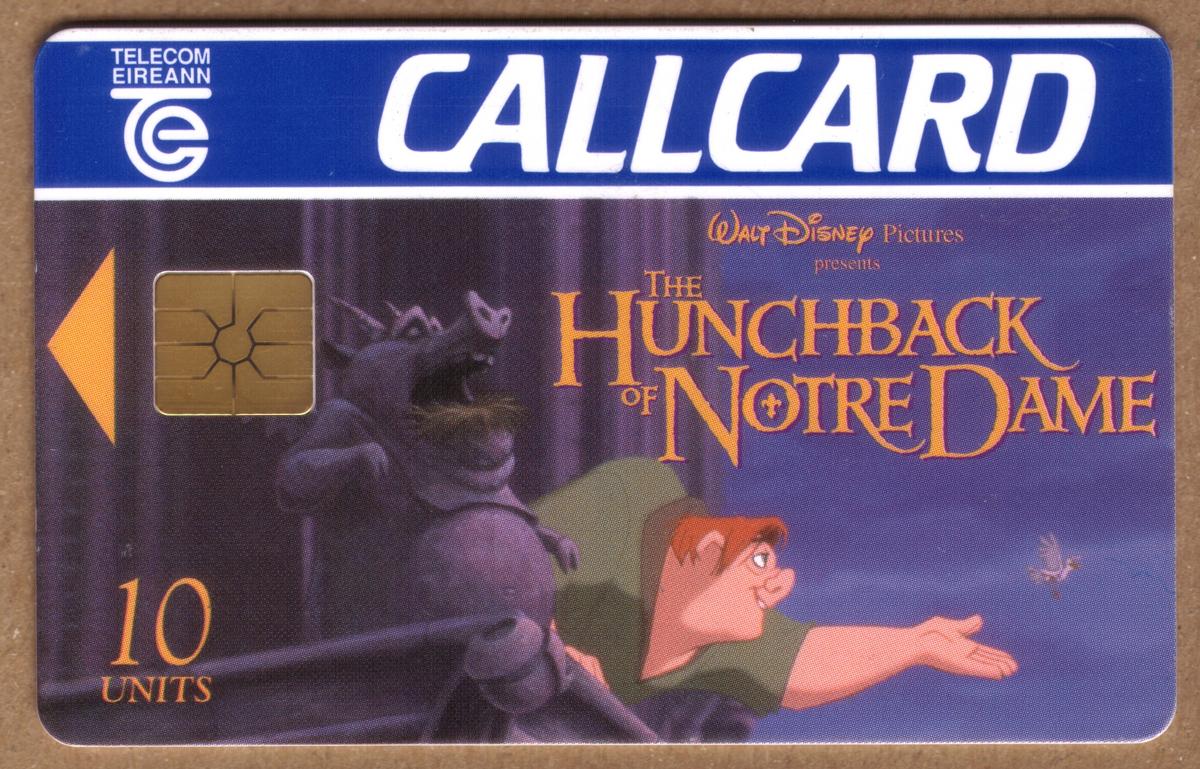 TELECOM
EIREANN
CALLCARD
WALT DISNEY Pictures
presents
THE
HUNCHBACK
OF NOTRE DAME
10
UNITS